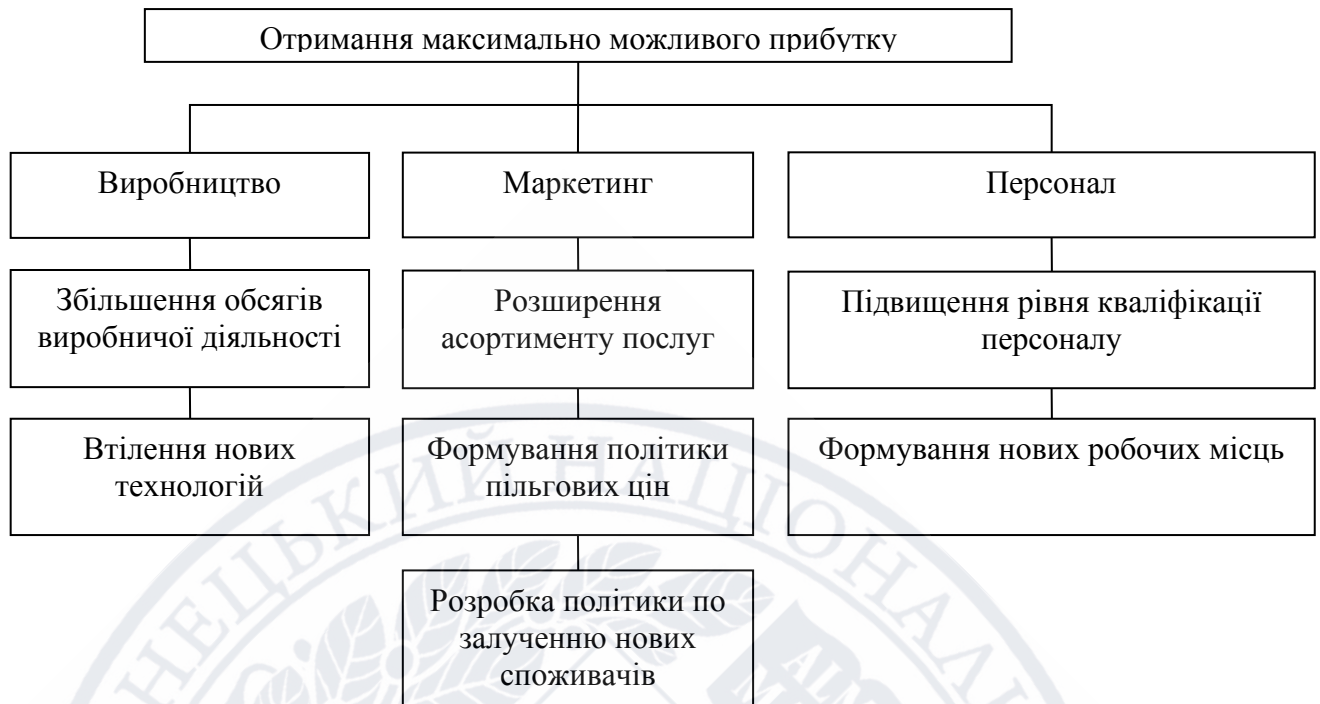 Отримання максимально можливого прибутку
Виробництво
Маркетинг
Персонал
Збільшення обсягів
виробничої діяльності
Розширення
асортименту послуг
Підвищення рівня кваліфікації
персоналу
Втілення нових
технологій
Формування політики
пільгових цін
Формування нових робочих місць
Розробка політики по
залученню нових
споживачів